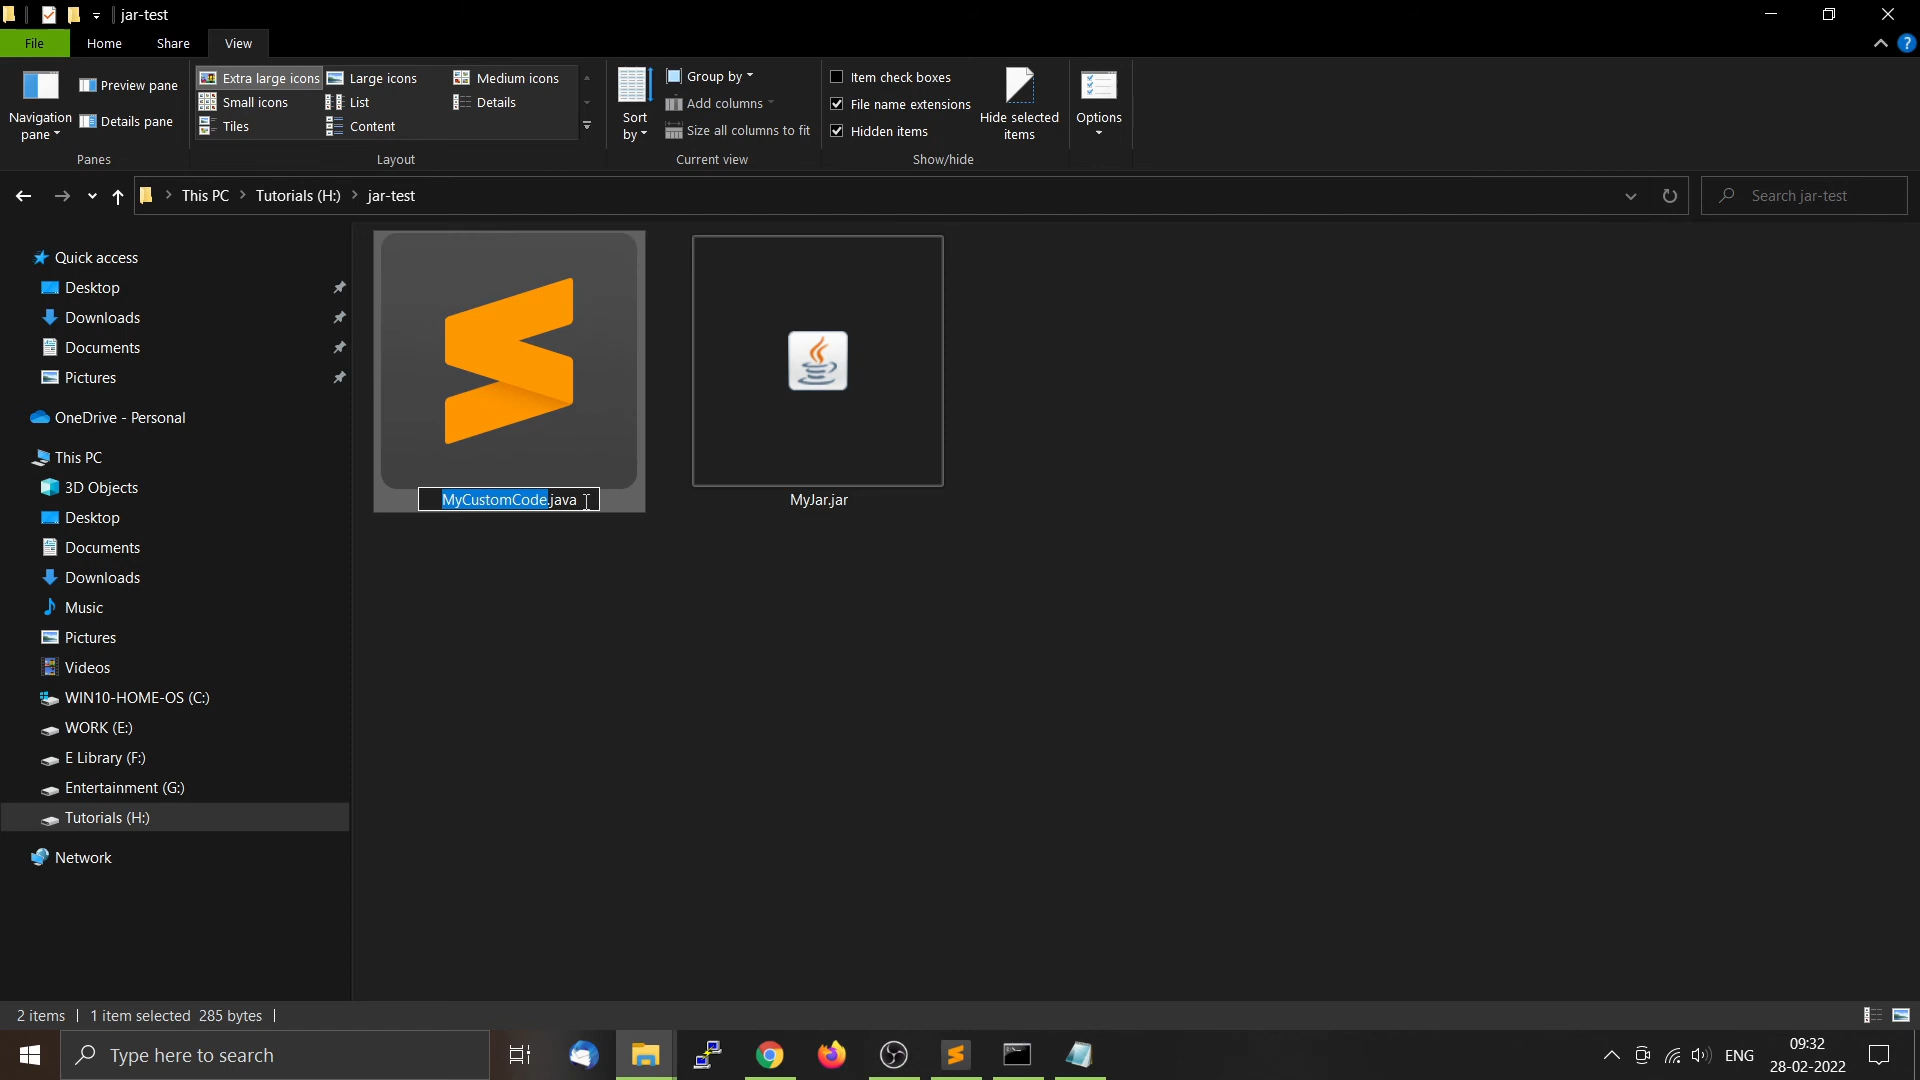 jar-test
File Home Share View
Navigation pane
Preview pane
Details pane
Panes
Extra large icons Large icons Medium icons
Small icons List Details
Tiles Content
Layout
Sort by
Group by
Add columns
Size all columns to fit
Current view
Item check boxes
File name extensions
Hidden items
Hide selected items
Show/hide
Options
This PC Tutorials (H:) jar-test
Search jar-test
Quick access
Desktop
Downloads
Documents
Pictures
OneDrive - Personal
This PC
3D Objects
Desktop
Documents
Downloads
Music
Pictures
Videos
WIN10-HOME-OS (C:)
WORK (E:)
E Library (F:)
Entertainment (G:)
Tutorials (H:)
Network
MyCustomCode.java
MyJar.jar
2 items 1 item selected 285 bytes
Type here to search
ENG
09:32
28-02-2022